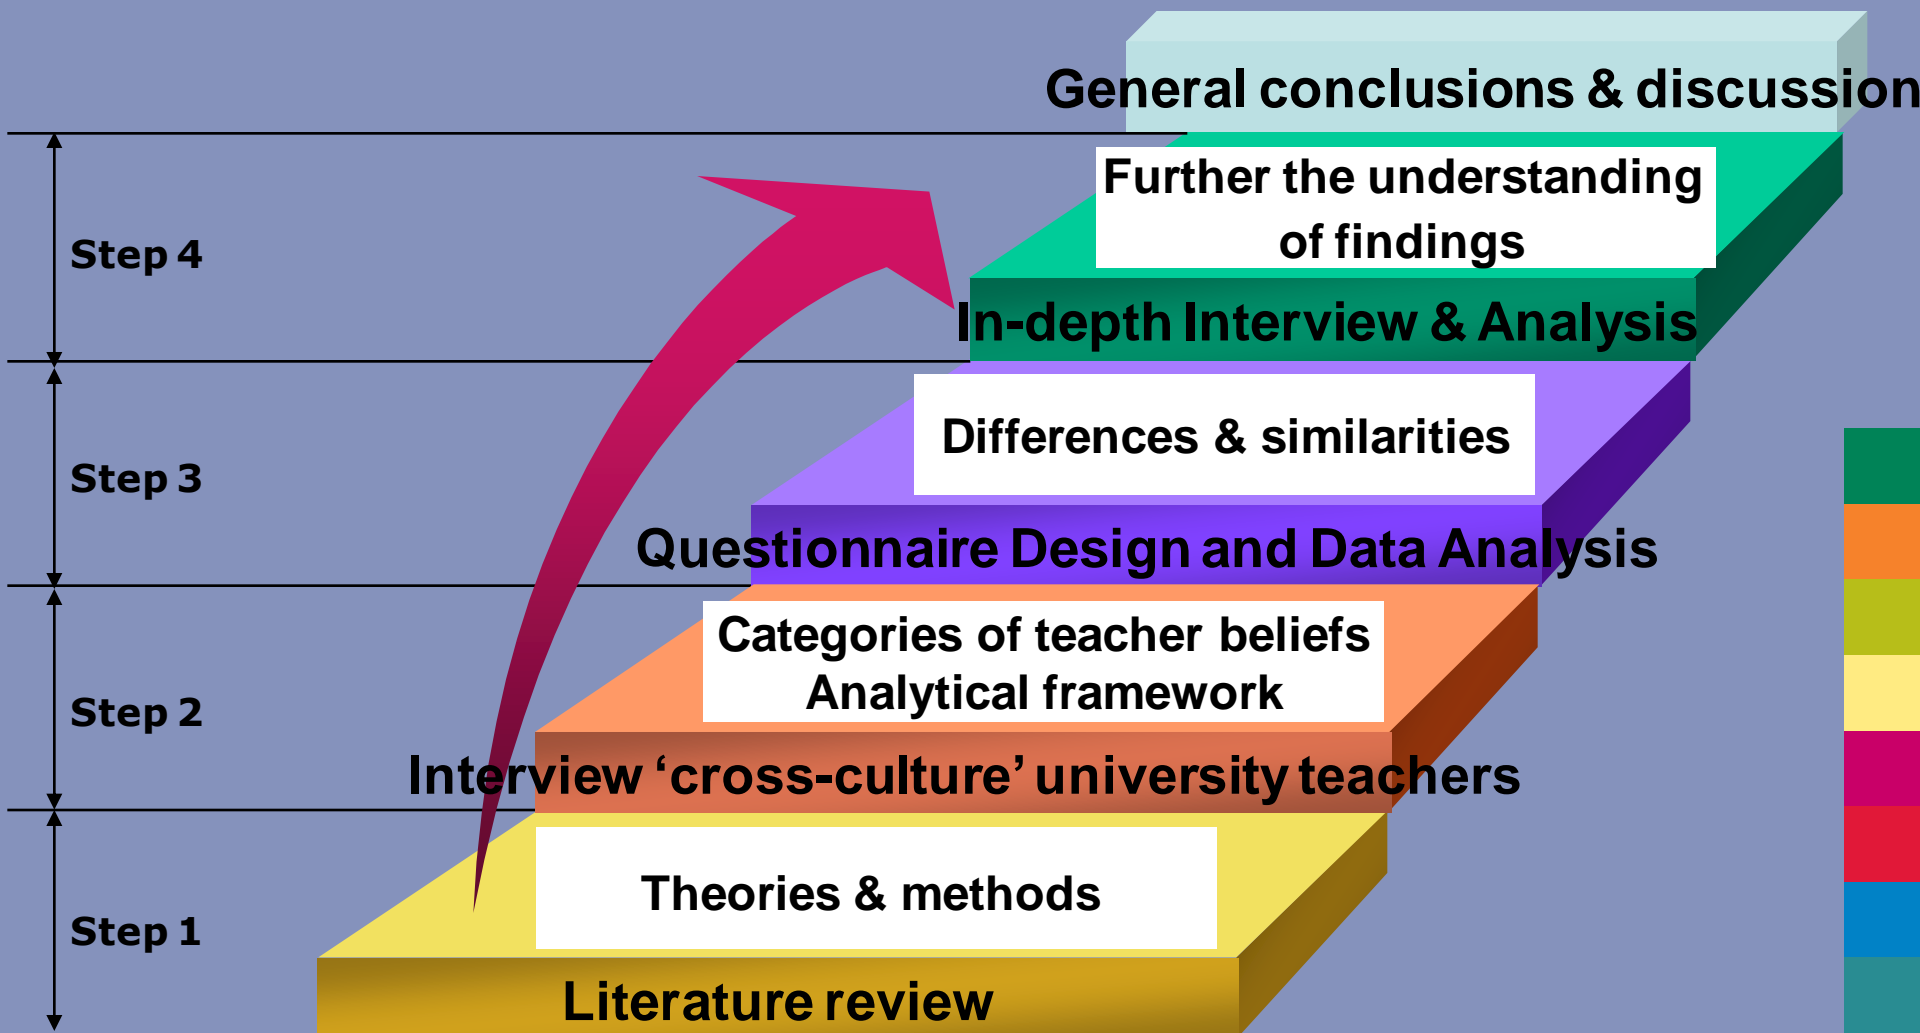 General conclusions & discussion
Further the understanding
of findings
Step 4
In-depth Interview & Analysis
Differences & similarities
Step 3
Questionnaire Design and Data Analysis
Categories of teacher beliefs
Analytical framework
Step 2
Interview ‘cross-culture’ university teachers
Theories & methods
Step 1
Literature review